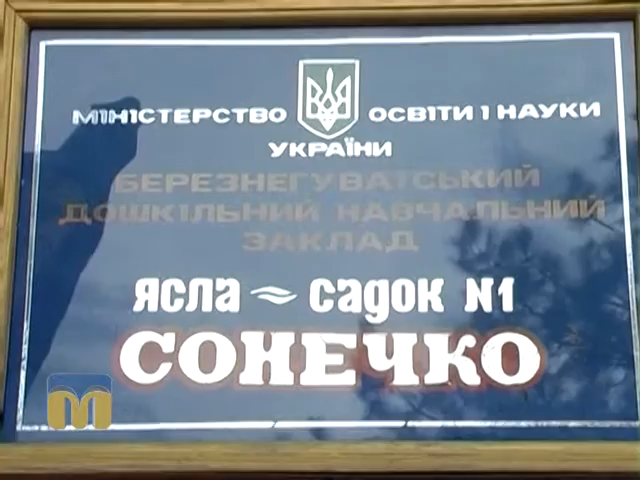 МІНІСТЕРСТВО ОСВІТИ І НАУКИ
УКРАЇНИ
БЕРЕЗНЕГУВАТСЬКИЙ
ДОШКІЛЬНИЙ НАВЧАЛЬНИЙ
ЗАКЛАД
ЯСЛА ~ САДОК N1
СОНЕЧКО
М